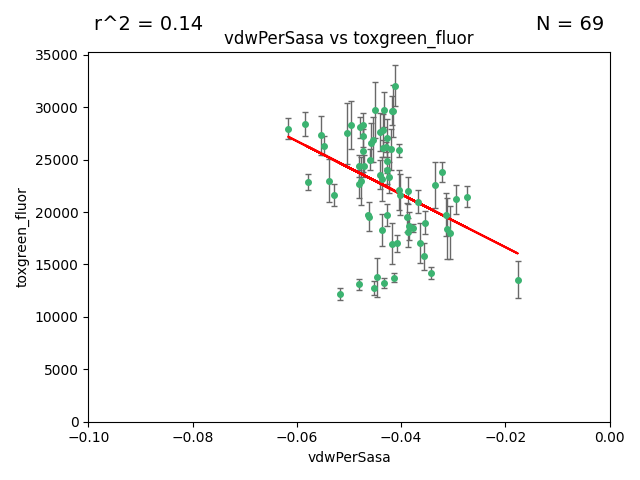 r^2 = 0.14
N = 69
vdwPerSasa vs toxgreen_fluor
35000
30000
25000
20000
15000
10000
5000
0
toxgreen_fluor
−0.10
−0.08
−0.06
−0.04
−0.02
0.00
vdwPerSasa